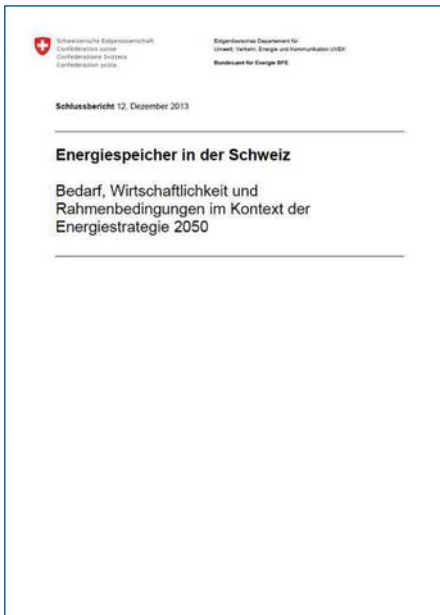 Schweizerische Eidgenossenschaft
Confédération suisse
Confederazione Svizzera
Confederaziun svizra
Eidgenössisches Departement für
Umwelt, Verkehr, Energie und Kommunikation UVEK
Bundesamt für Energie BFE
Schlussbericht 12. Dezember 2013
Energiespeicher in der Schweiz
Bedarf, Wirtschaftlichkeit und
Rahmenbedingungen im Kontext der
Energiestrategie 2050